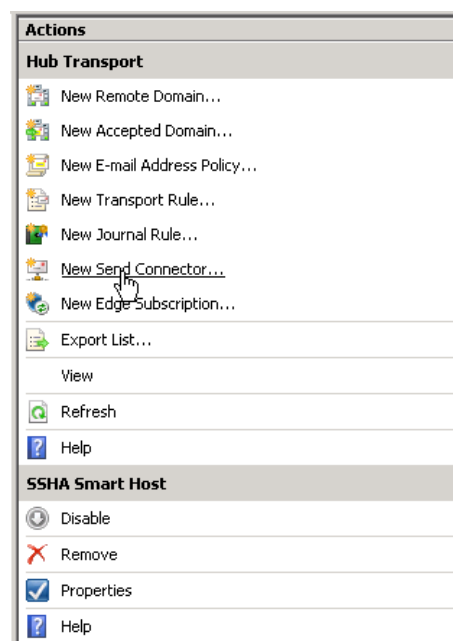 Actions
Hub Transport
New Remote Domain...
New Accepted Domain...
New E-mail Address Policy...
New Transport Rule...
New Journal Rule...
New Send Connector...
New Edge Subscription...
Export List...
View
Refresh
Help
SSHA Smart Host
Disable
Remove
Properties
Help